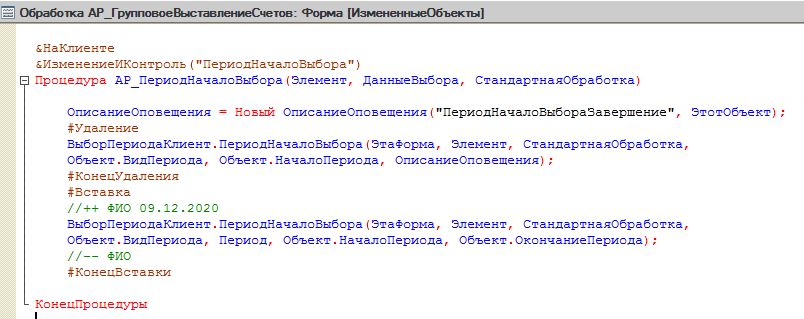 Обработка АР_ГрупповоеВыставлениеСчетов: Форма [ИзмененныеОбъекты]
&НаКлиенте
&ИзменениеИКонтроль("ПериодНачалоВыбора")
Процедура АР_ПериодНачалоВыбора(Элемент, ДанныеВыбора, СтандартнаяОбработка)
ОписаниеОповещения = Новый ОписаниеОповещения("ПериодНачалоВыбораЗавершение", ЭтотОбъект);
#Удаление
ВыборПериодаКлиент.ПериодНачалоВыбора(ЭтаФорма, Элемент, СтандартнаяОбработка,
Объект.ВидПериода, Объект.НачалоПериода, ОписаниеОповещения);
#КонецУдаления
#Вставка
//++ ФИО 09.12.2020
ВыборПериодаКлиент.ПериодНачалоВыбора(ЭтаФорма, Элемент, СтандартнаяОбработка,
Объект.ВидПериода, Период, Объект.НачалоПериода, Объект.ОкончаниеПериода);
//-- ФИО
#КонецВставки
КонецПроцедуры